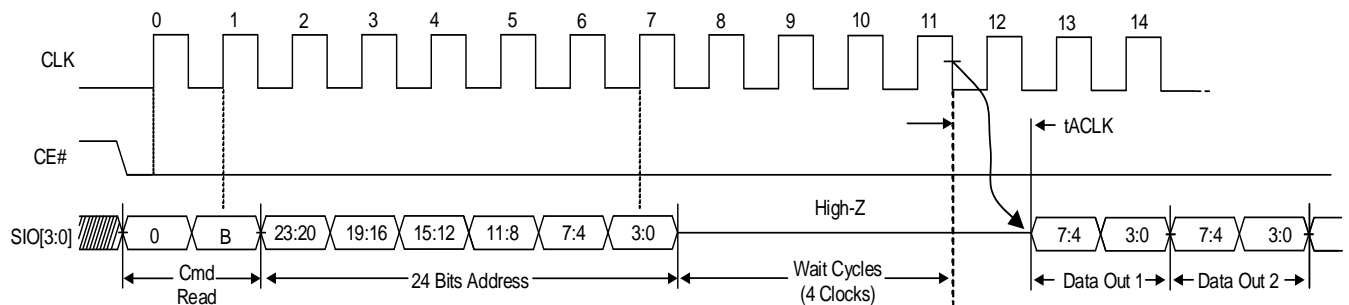 0 1 2 3 4 5 6 7 8 9 10 11 12 13 14
CLK
tACLK
CE#
High-Z
SIO[3:0] 0 B 23:20 19:16 15:12 11:8 7:4 3:0 7:4 3:0 7:4 3:0
Cmd Read
24 Bits Address
Wait Cycles
(4 Clocks)
Data Out 1 Data Out 2